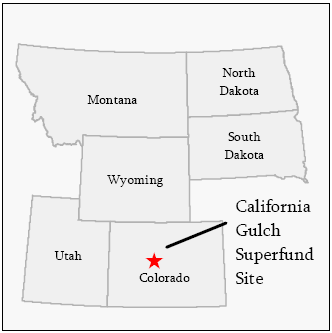 North
Dakota
Montana
South
Dakota
Wyoming
California
Gulch
Superfund
Site
Utah
Colorado